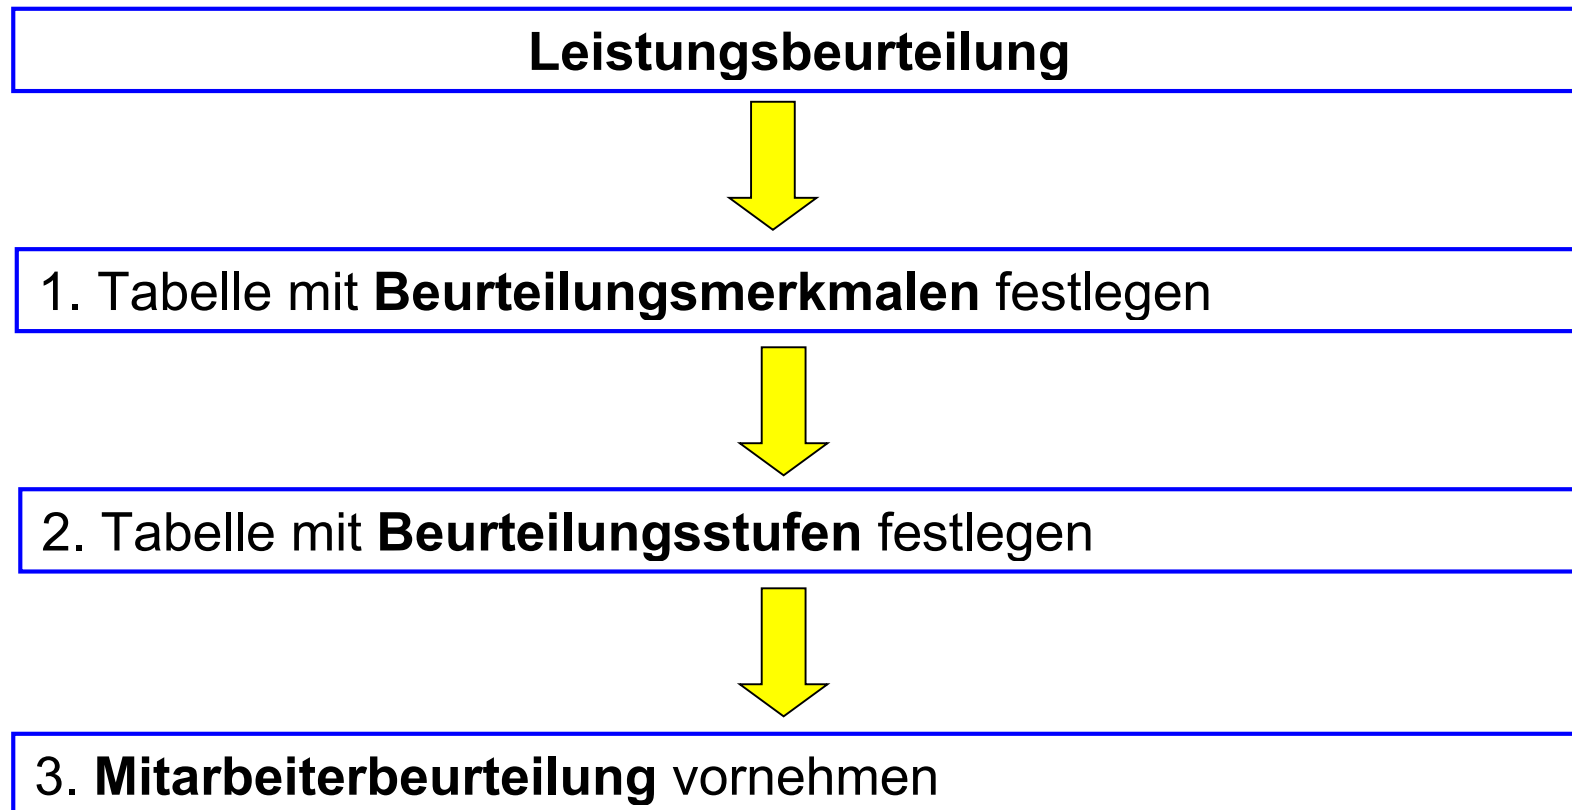 Leistungsbeurteilung
1. Tabelle mit Beurteilungsmerkmalen festlegen
2. Tabelle mit Beurteilungsstufen festlegen
3. Mitarbeiterbeurteilung vornehmen